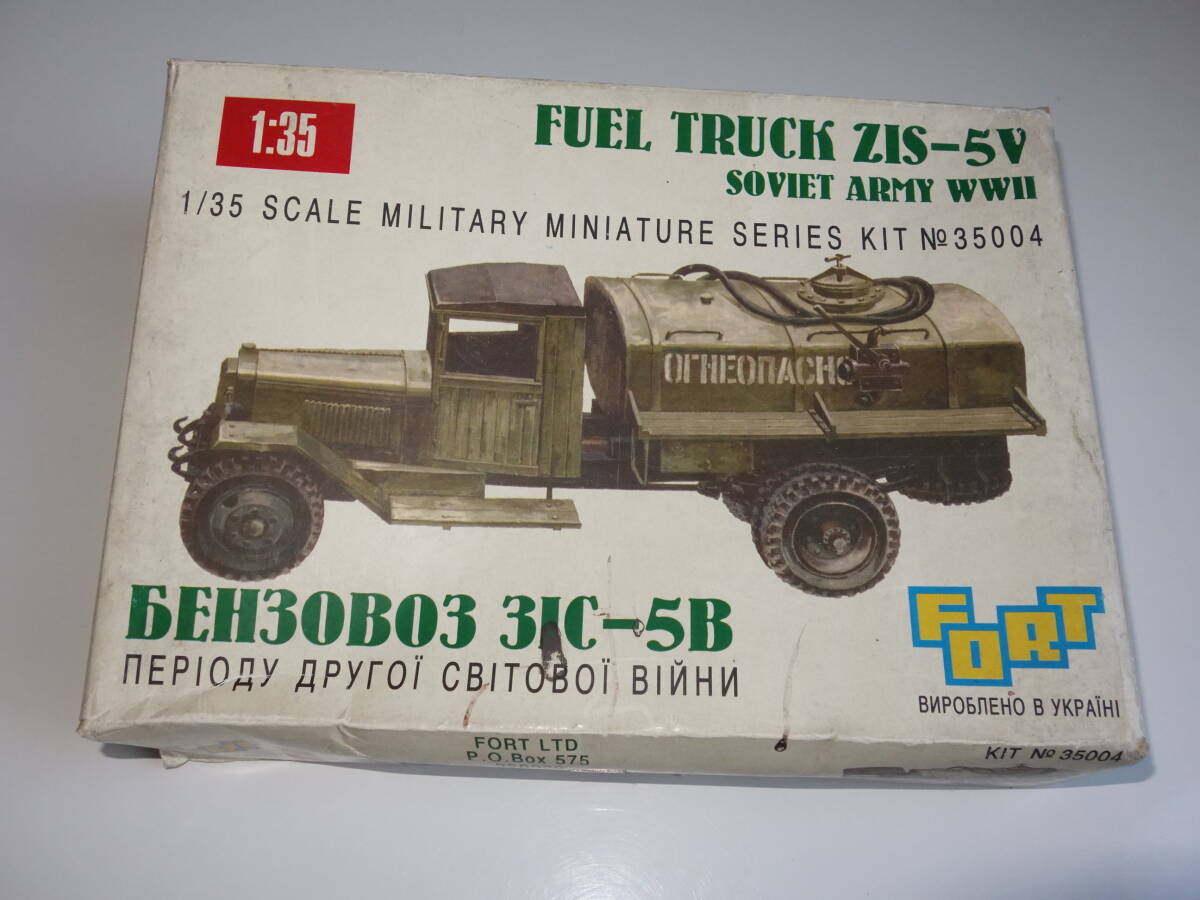 1:35
FUEL TRUCK ZIS-5V
SOVIET ARMY WWII
1/35 SCALE MILITARY MINIATURE SERIES KIT №35004
ОГНЕОПАСНО
БЕНЗОВОЗ ЗІС-5В
ПЕРІОДУ ДРУГОЇ СВІТОВОЇ ВІЙНИ
FORT
ВИРОБЛЕНО В УКРАЇНІ
FORT LTD
P.O.Box 575
KIT № 35004